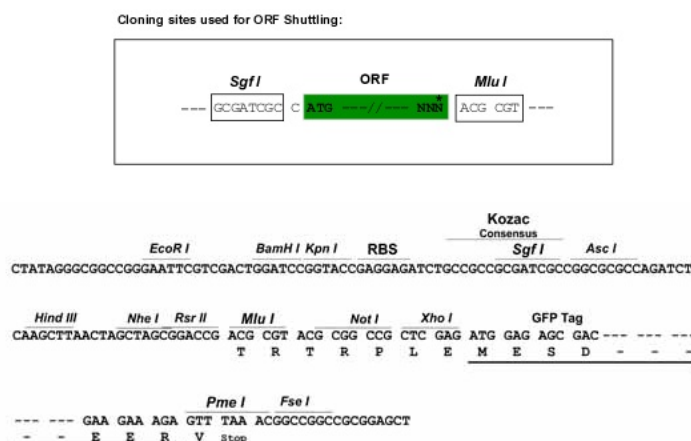 Cloning sites used for ORF Shuttling:
Sgf I ORF Mlu I
--- GCGATCGC C ATG ---//--- NNN* ACG CGT ---
Kozac
Consensus
EcoR I BamH I Kpn I RBS Sgf I Asc I
CTATAGGGCGGCCGGGAATTCGTCGACTGGATCCGGTACCGAGGAGATCTGCCGCCGCGATCGCCGGCGCGCCAGATCT
Hind III Nhe I Rsr II Mlu I Not I Xho I GFP Tag
CAAGCTTAACTAGCTAGCGGACCG ACG CGT ACG CGG CCG CTC GAG ATG GAG AGC GAC --- ---
T R T R P L E M E S D - - -
Pme I Fse I
--- --- GAA GAA AGA GTT TAA ACGGCCGGCCGCGGAGCT
- - E E R V Stop